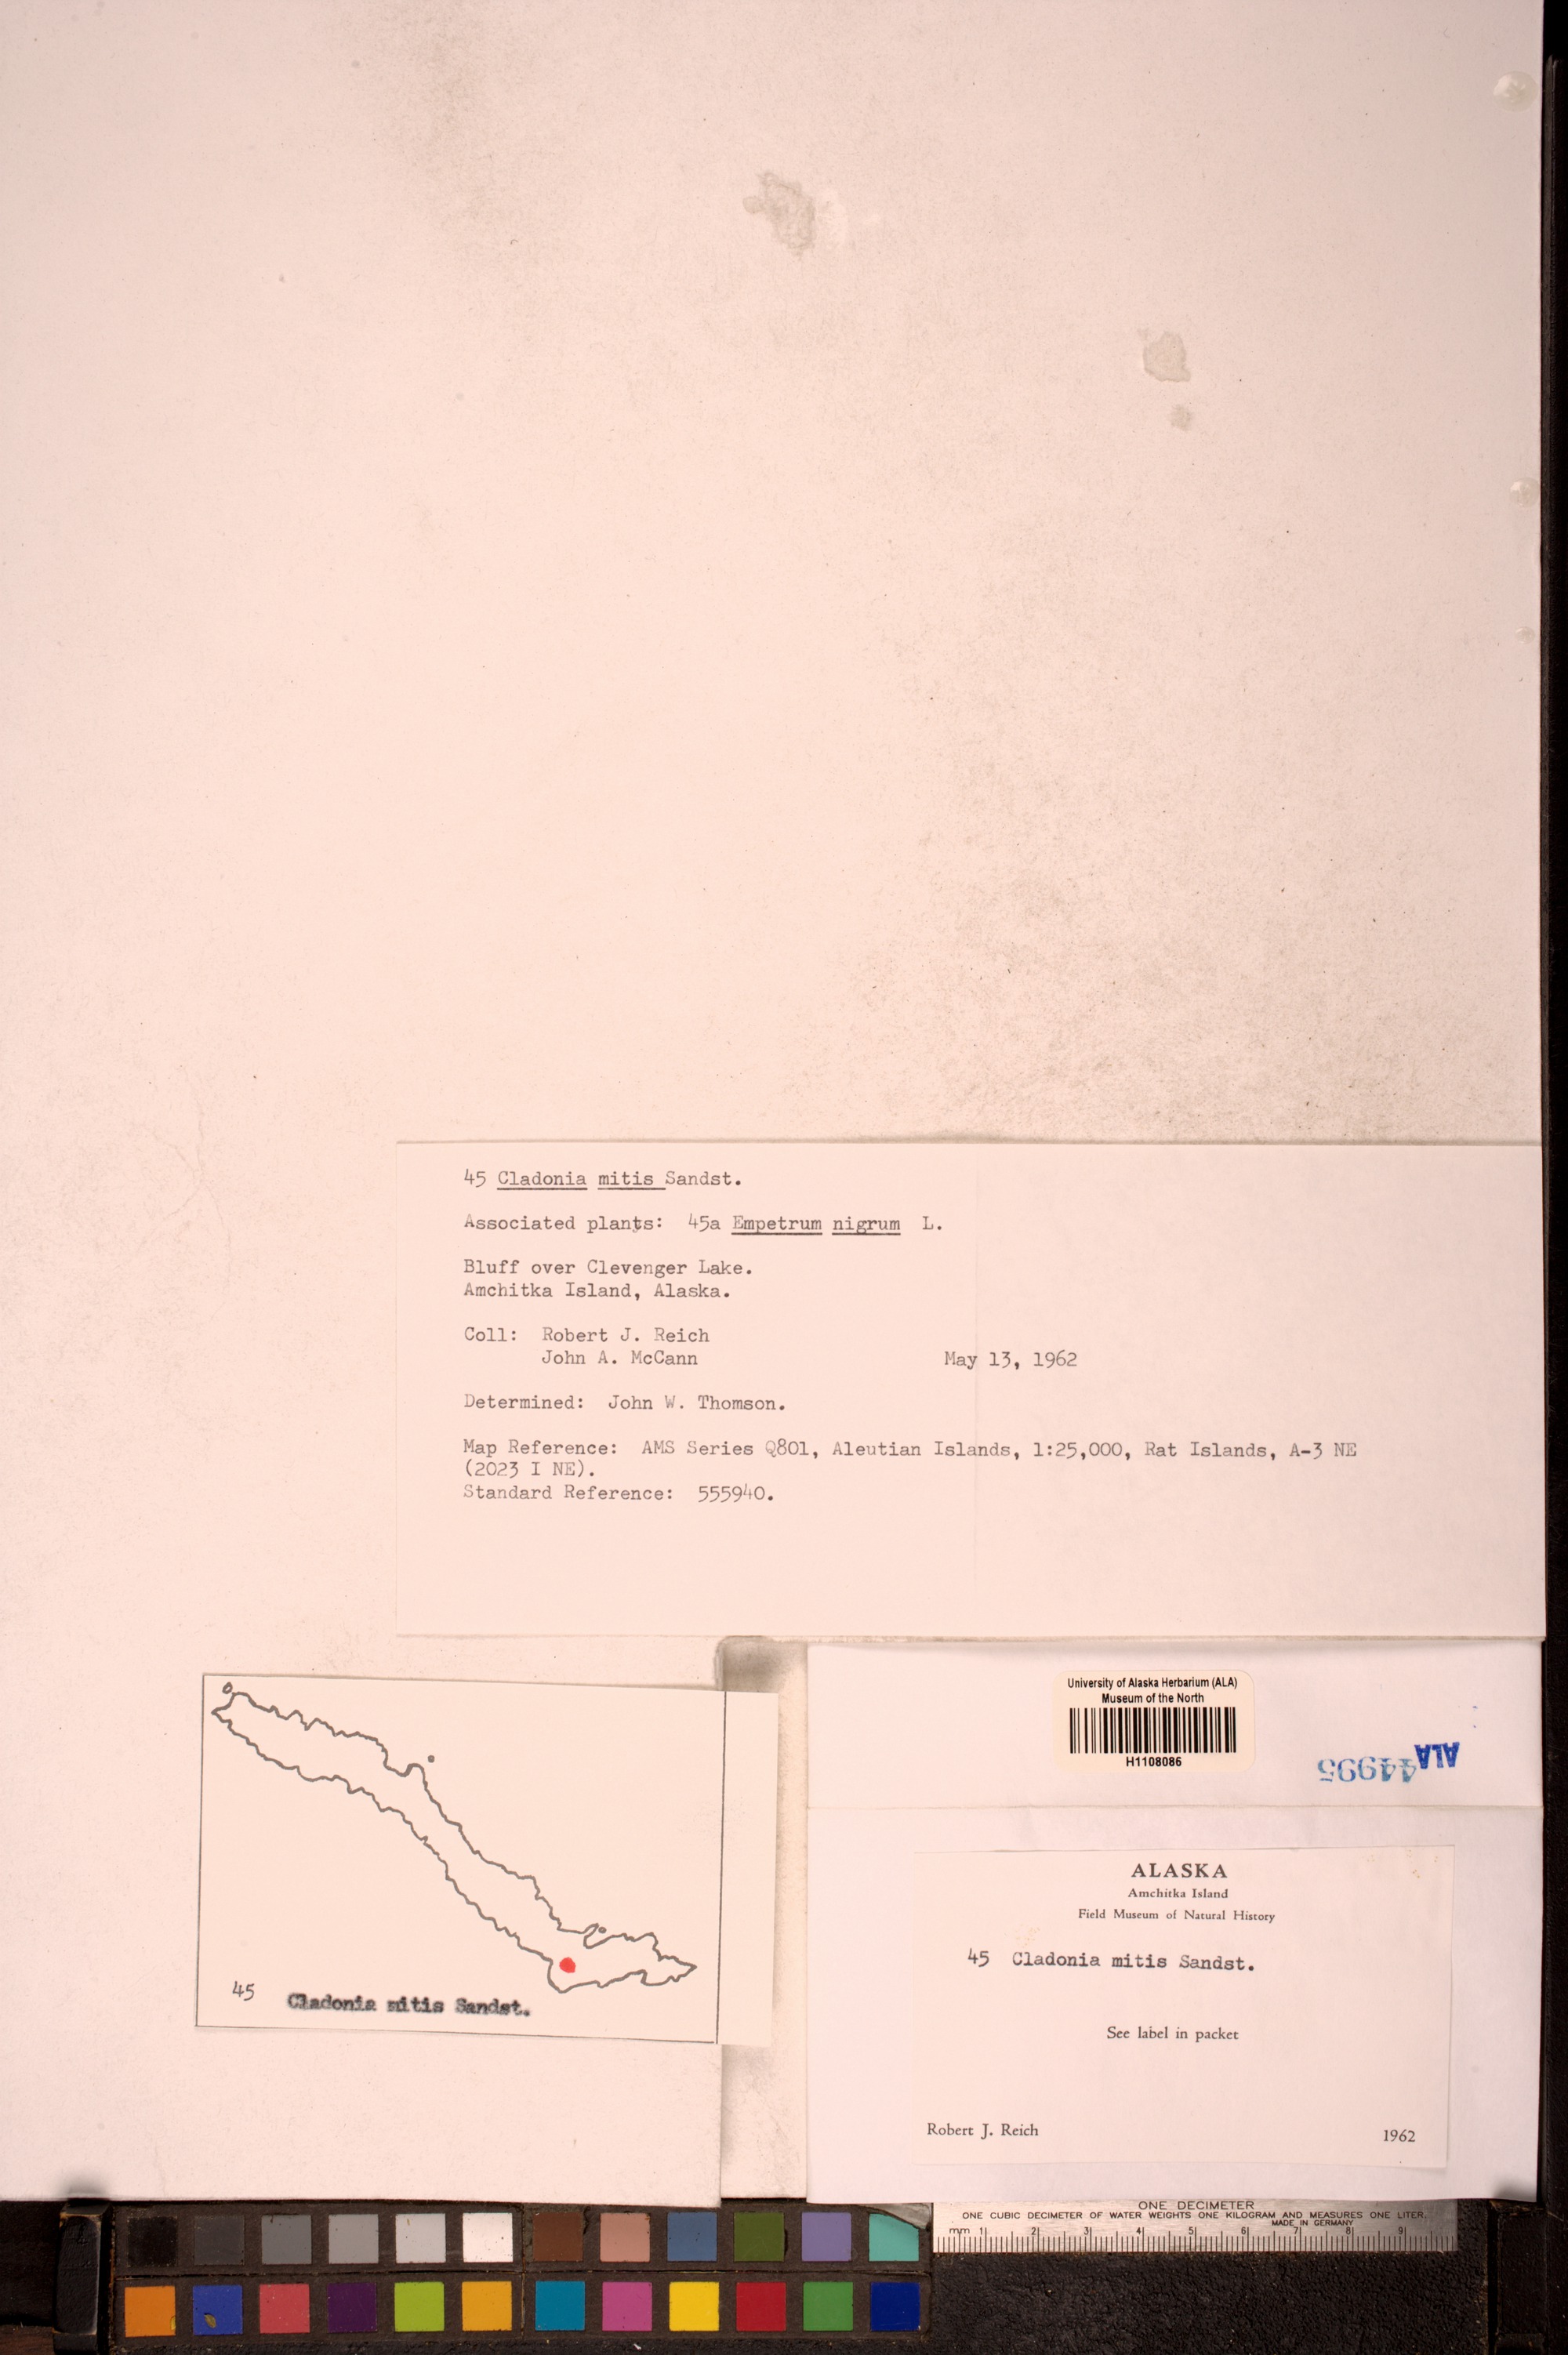 45 Cladonia mitis Sandst.
Associated plants: 45a Empetrum nigrum L.
Bluff over Clevenger Lake.
Amchitka Island, Alaska.
Coll: Robert J. Reich
John A. McCann May 13, 1962
Determined: John W. Thomson.
Map Reference: AMS Series Q801, Aleutian Islands, 1:25,000, Rat Islands, A-3 NE
(2023 I NE).
Standard Reference: 555940.
45 Cladonia mitis Sandst.
University of Alaska Herbarium (ALA)
Museum of the North
H1108086
ALA
44995
ALASKA
Amchitka Island
Field Museum of Natural History
45 Cladonia mitis Sandst.
See label in packet
Robert J. Reich 1962
ONE DECIMETER
ONE CUBIC DECIMETER OF WATER WEIGHTS ONE KILOGRAM AND MEASURES ONE LITER.
MADE IN GERMANY
mm 1 2 3 4 5 6 7 8 9